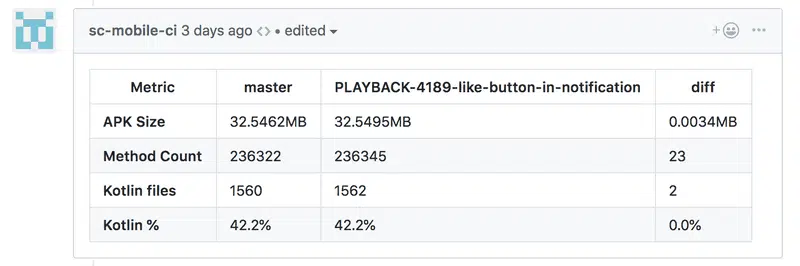 sc-mobile-ci 3 days ago <> • edited
Metric master PLAYBACK-4189-like-button-in-notification diff
APK Size 32.5462MB 32.5495MB 0.0034MB
Method Count 236322 236345 23
Kotlin files 1560 1562 2
Kotlin % 42.2% 42.2% 0.0%